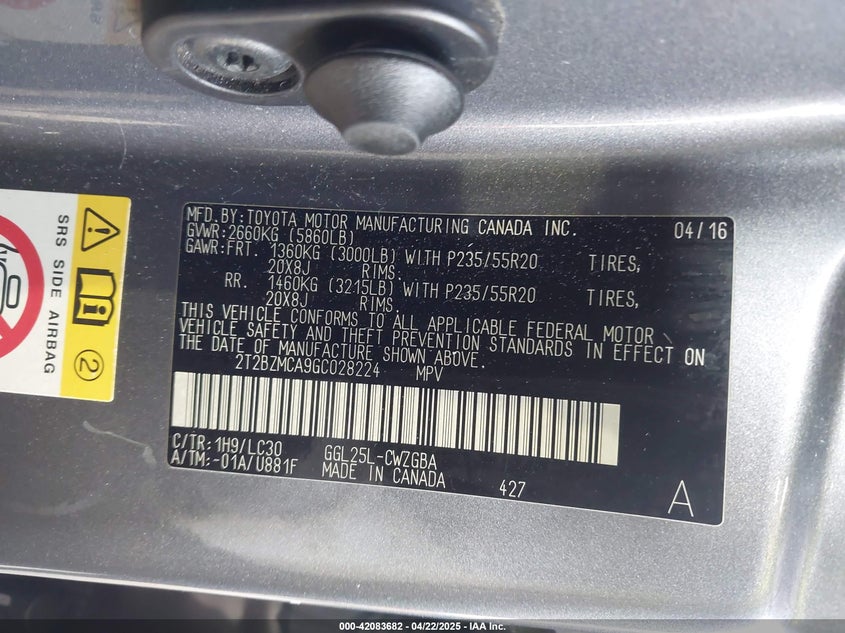 MFD.BY:TOYOTA MOTOR MANUFACTURING CANADA INC. 04/16
GVWR:2660KG (5860LB)
GAWR:FRT. 1360KG (3000LB) WITH P235/55R20 TIRES,
20X8J RIMS.
RR. 1460KG (3215LB) WITH P235/55R20 TIRES,
20X8J RIMS.
THIS VEHICLE CONFORMS TO ALL APPLICABLE FEDERAL MOTOR
VEHICLE SAFETY AND THEFT PREVENTION STANDARDS IN EFFECT ON
THE DATE OF MANUFACTURE SHOWN ABOVE.
2T2BZMCA9GC028224 MPV
C/TR:1H9/LC30 GGL25L-CWZGBA
A/TM:-01A/U881F MADE IN CANADA 427 A
SRS SIDE AIRBAG
2
000-42083682 - 04/22/2025 - IAA Inc.